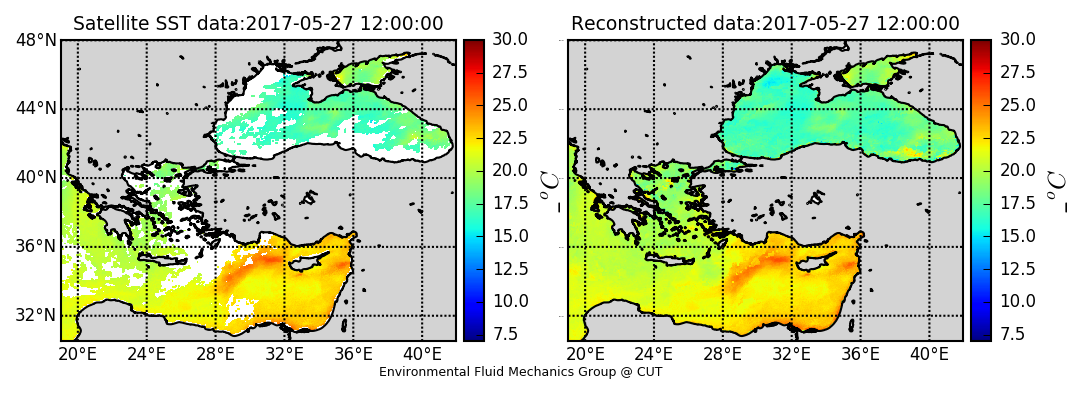 Satellite SST data:2017-05-27 12:00:00
48°N
44°N
40°N
36°N
32°N
20°E 24°E 28°E 32°E 36°E 40°E
30.0
27.5
25.0
22.5
20.0
17.5
15.0
12.5
10.0
7.5
°C
Reconstructed data:2017-05-27 12:00:00
20°E 24°E 28°E 32°E 36°E 40°E
30.0
27.5
25.0
22.5
20.0
17.5
15.0
12.5
10.0
7.5
°C
Environmental Fluid Mechanics Group @ CUT